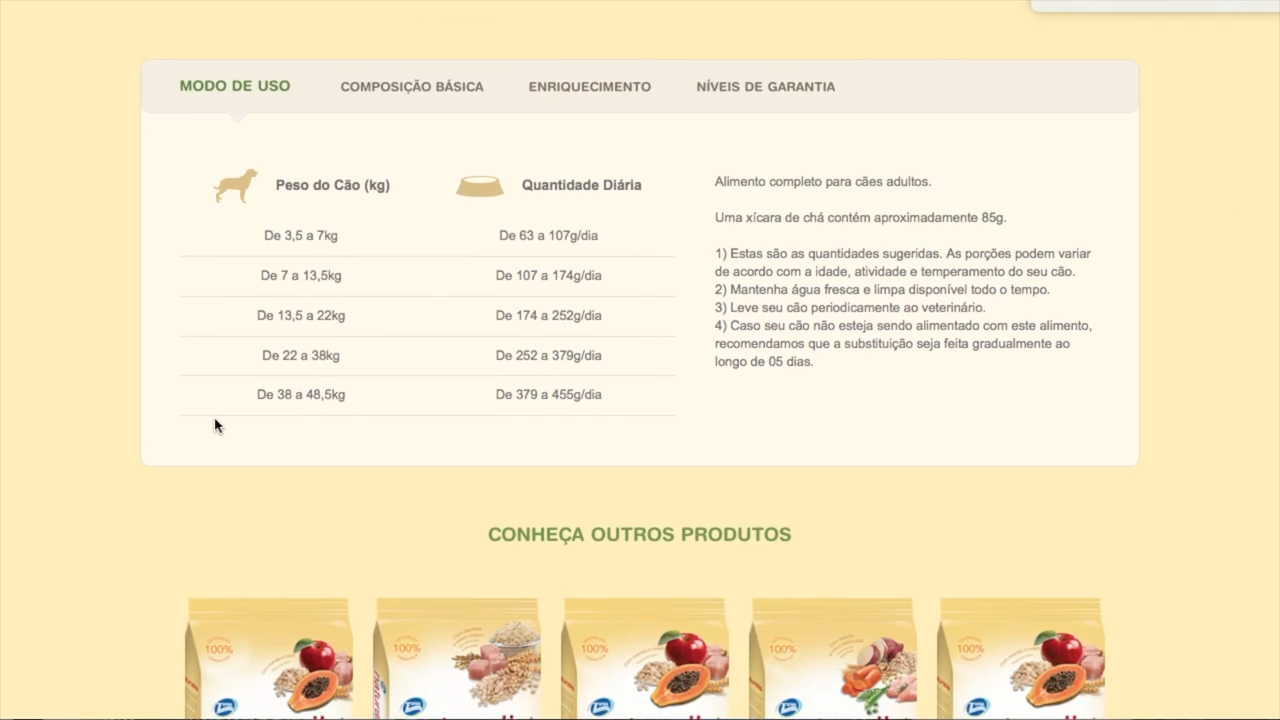 MODO DE USO COMPOSIÇÃO BÁSICA ENRIQUECIMENTO NÍVEIS DE GARANTIA
Peso do Cão (kg) Quantidade Diária
De 3,5 a 7kg De 63 a 107g/dia
De 7 a 13,5kg De 107 a 174g/dia
De 13,5 a 22kg De 174 a 252g/dia
De 22 a 38kg De 252 a 379g/dia
De 38 a 48,5kg De 379 a 455g/dia
Alimento completo para cães adultos.
Uma xícara de chá contém aproximadamente 85g.
1) Estas são as quantidades sugeridas. As porções podem variar
de acordo com a idade, atividade e temperamento do seu cão.
2) Mantenha água fresca e limpa disponível todo o tempo.
3) Leve seu cão periodicamente ao veterinário.
4) Caso seu cão não esteja sendo alimentado com este alimento,
recomendamos que a substituição seja feita gradualmente ao
longo de 05 dias.
CONHEÇA OUTROS PRODUTOS
100% 100% 100% 100% 100%